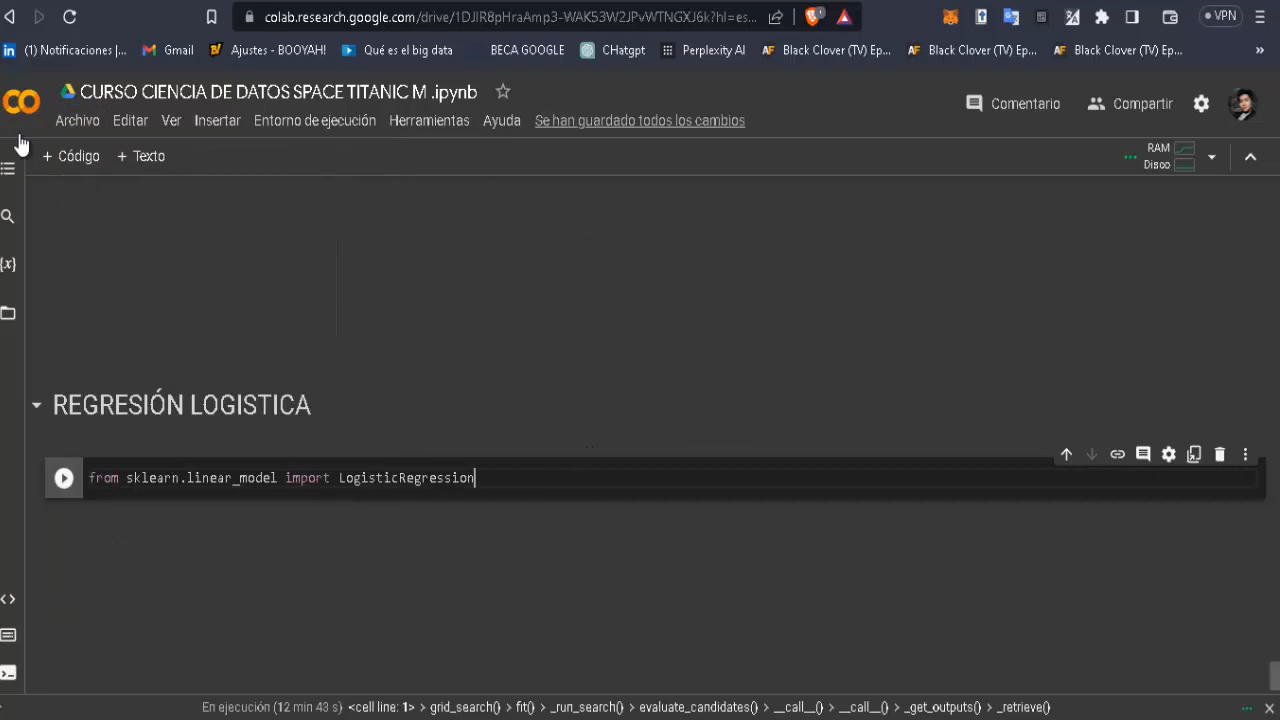 colab.research.google.com/drive/1DJIR8pHraAmp3-WAK53W2JPvWTNGXJ6k?hl=es...
VPN
(1) Notificaciones |...
Gmail
Ajustes - BOOYAH!
Qué es el big data
BECA GOOGLE
CHatgpt
Perplexity AI
Black Clover (TV) Ep...
Black Clover (TV) Ep...
Black Clover (TV) Ep...
CURSO CIENCIA DE DATOS SPACE TITANIC M .ipynb
Comentario
Compartir
Archivo
Editar
Ver
Insertar
Entorno de ejecución
Herramientas
Ayuda
Se han guardado todos los cambios
+ Código
+ Texto
RAM
Disco
REGRESIÓN LOGISTICA
from sklearn.linear_model import LogisticRegression
En ejecución (12 min 43 s) <cell line: 1> > grid_search() > fit() > _run_search() > evaluate_candidates() > __call__() > __call__() > _get_outputs() > _retrieve()